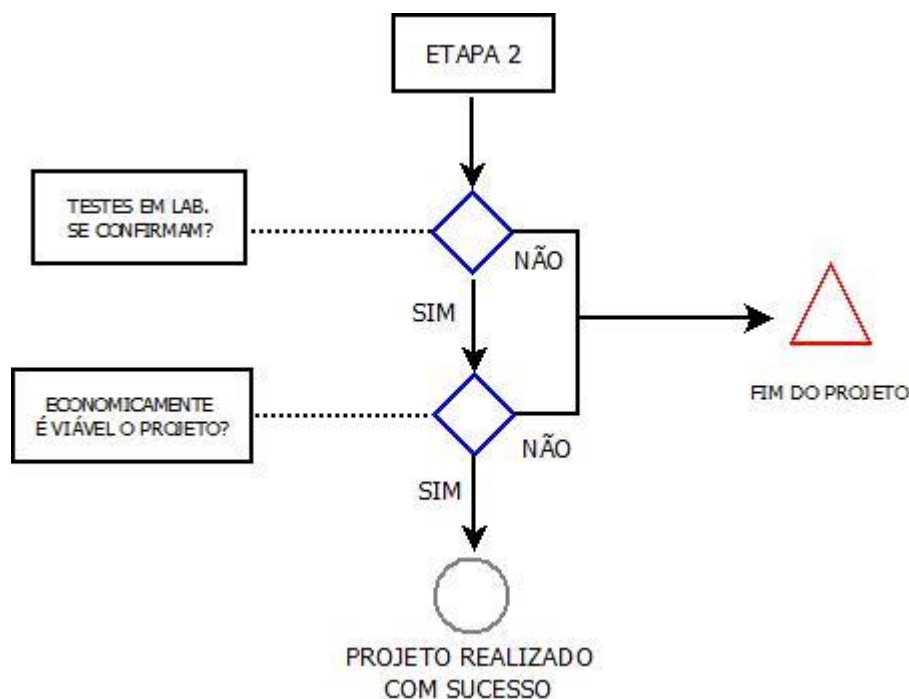 ETAPA 2
TESTES EM LAB.
SE CONFIRMAM?
NÃO
SIM
ECONOMICAMENTE
É VIÁVEL O PROJETO?
FIM DO PROJETO
NÃO
SIM
PROJETO REALIZADO
COM SUCESSO